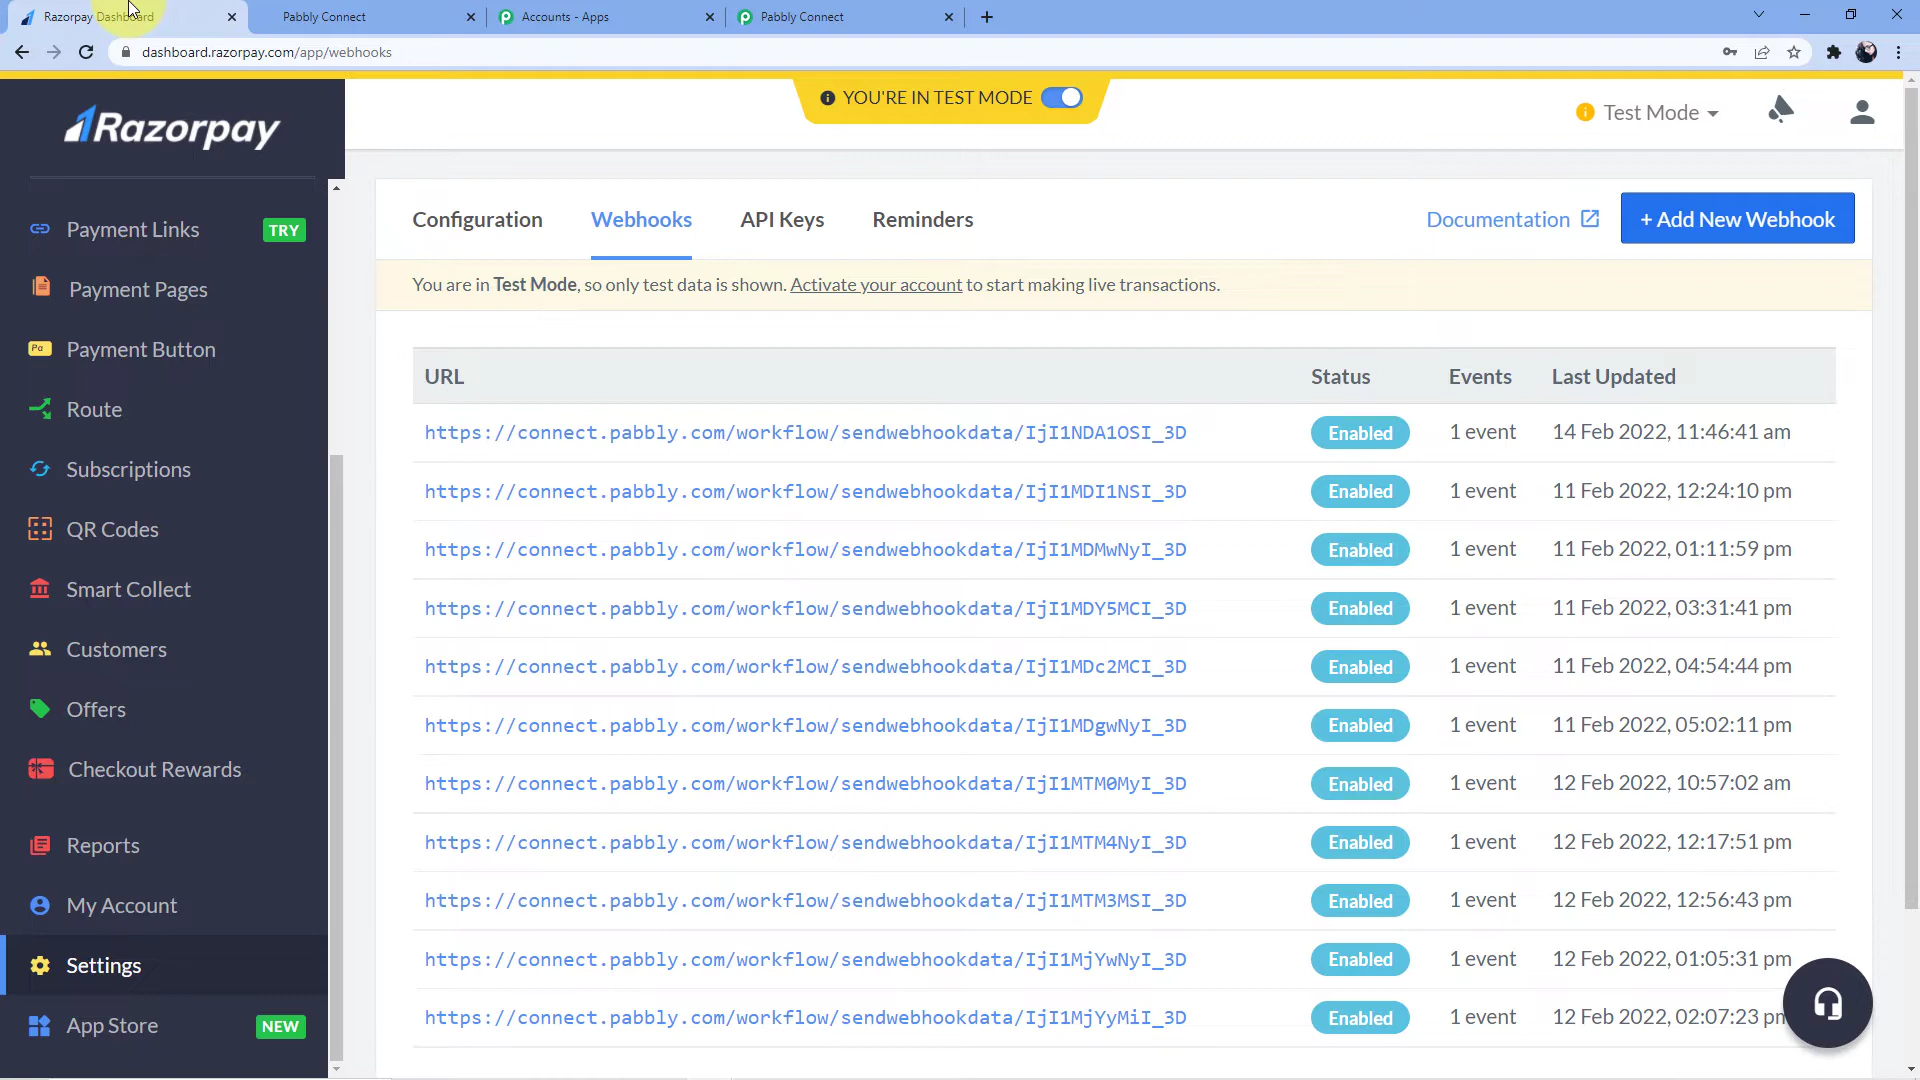 Razorpay Dashboard
Pabbly Connect
Accounts - Apps
Pabbly Connect
dashboard.razorpay.com/app/webhooks
YOU'RE IN TEST MODE
Test Mode
Razorpay
Payment Links TRY
Payment Pages
Payment Button
Route
Subscriptions
QR Codes
Smart Collect
Customers
Offers
Checkout Rewards
Reports
My Account
Settings
App Store NEW
Configuration Webhooks API Keys Reminders Documentation + Add New Webhook
You are in Test Mode, so only test data is shown. Activate your account to start making live transactions.
URL Status Events Last Updated
https://connect.pabbly.com/workflow/sendwebhookdata/IjI1NDA1OSI_3D Enabled 1 event 14 Feb 2022, 11:46:41 am
https://connect.pabbly.com/workflow/sendwebhookdata/IjI1MDI1NSI_3D Enabled 1 event 11 Feb 2022, 12:24:10 pm
https://connect.pabbly.com/workflow/sendwebhookdata/IjI1MDMwNyI_3D Enabled 1 event 11 Feb 2022, 01:11:59 pm
https://connect.pabbly.com/workflow/sendwebhookdata/IjI1MDY5MCI_3D Enabled 1 event 11 Feb 2022, 03:31:41 pm
https://connect.pabbly.com/workflow/sendwebhookdata/IjI1MDc2MCI_3D Enabled 1 event 11 Feb 2022, 04:54:44 pm
https://connect.pabbly.com/workflow/sendwebhookdata/IjI1MDgwNyI_3D Enabled 1 event 11 Feb 2022, 05:02:11 pm
https://connect.pabbly.com/workflow/sendwebhookdata/IjI1MTM0MyI_3D Enabled 1 event 12 Feb 2022, 10:57:02 am
https://connect.pabbly.com/workflow/sendwebhookdata/IjI1MTM4NyI_3D Enabled 1 event 12 Feb 2022, 12:17:51 pm
https://connect.pabbly.com/workflow/sendwebhookdata/IjI1MTM3MSI_3D Enabled 1 event 12 Feb 2022, 12:56:43 pm
https://connect.pabbly.com/workflow/sendwebhookdata/IjI1MjYwNyI_3D Enabled 1 event 12 Feb 2022, 01:05:31 pm
https://connect.pabbly.com/workflow/sendwebhookdata/IjI1MjYyMiI_3D Enabled 1 event 12 Feb 2022, 02:07:23 pm